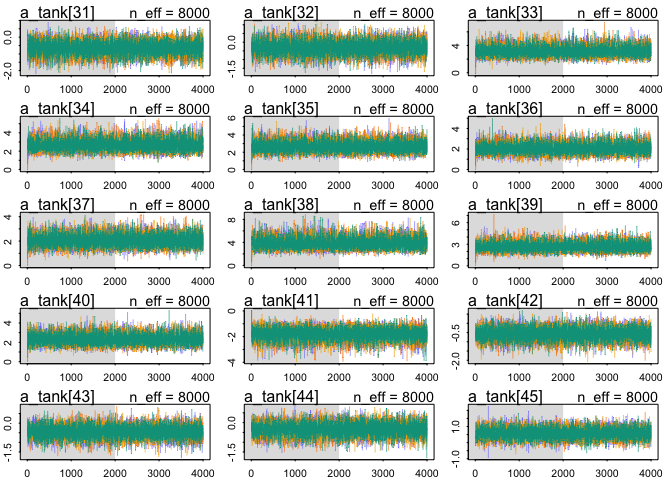 a_tank[31] n_eff = 8000 a_tank[32] n_eff = 8000 a_tank[33] n_eff = 8000
0.0 0.0 4
-2.0 -1.5 0
0 1000 2000 3000 4000 0 1000 2000 3000 4000 0 1000 2000 3000 4000
a_tank[34] n_eff = 8000 a_tank[35] n_eff = 8000 a_tank[36] n_eff = 8000
4 6 4
2 4 2
0 2 0
0
0 1000 2000 3000 4000 0 1000 2000 3000 4000 0 1000 2000 3000 4000
a_tank[37] n_eff = 8000 a_tank[38] n_eff = 8000 a_tank[39] n_eff = 8000
4 8 6
2 4 3
0 0 0
0 1000 2000 3000 4000 0 1000 2000 3000 4000 0 1000 2000 3000 4000
a_tank[40] n_eff = 8000 a_tank[41] n_eff = 8000 a_tank[42] n_eff = 8000
4 0 -0.5
2 -2 -2.0
0 -4
0 1000 2000 3000 4000 0 1000 2000 3000 4000 0 1000 2000 3000 4000
a_tank[43] n_eff = 8000 a_tank[44] n_eff = 8000 a_tank[45] n_eff = 8000
0.0 0.0 1.0
-1.5 -1.5 -1.0
0 1000 2000 3000 4000 0 1000 2000 3000 4000 0 1000 2000 3000 4000